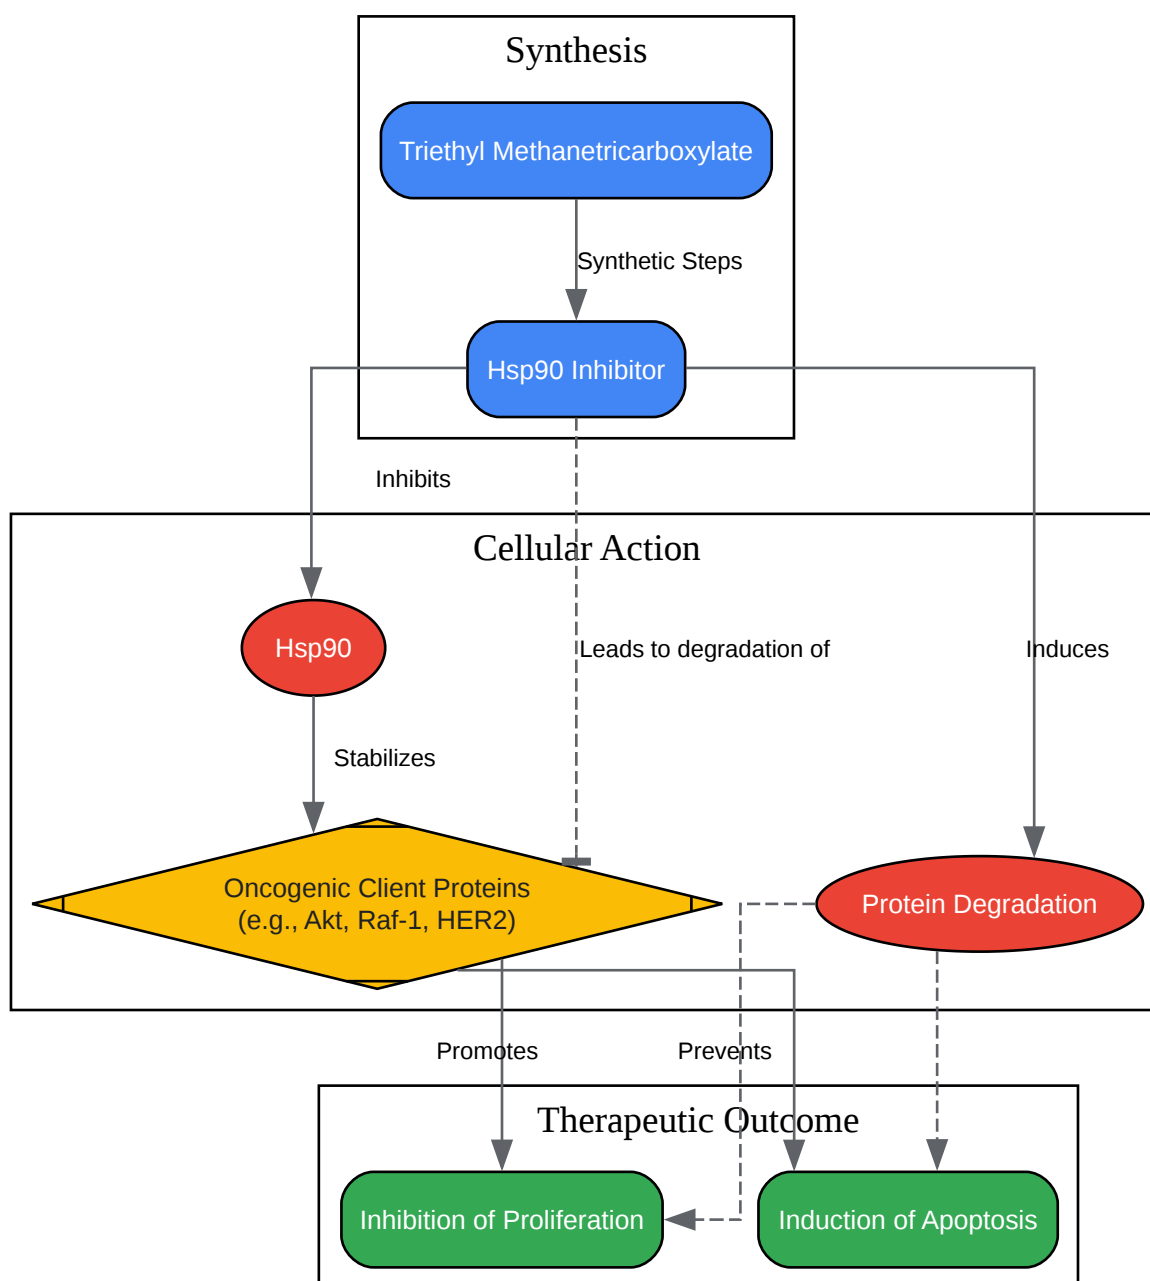 Synthesis
Triethyl Methanetricarboxylate
Synthetic Steps
Hsp90 Inhibitor
Inhibits
Cellular Action
Hsp90
Leads to degradation of
Induces
Stabilizes
Oncogenic Client Proteins
(e.g., Akt, Raf-1, HER2)
Protein Degradation
Promotes
Prevents
Therapeutic Outcome
Inhibition of Proliferation
Induction of Apoptosis